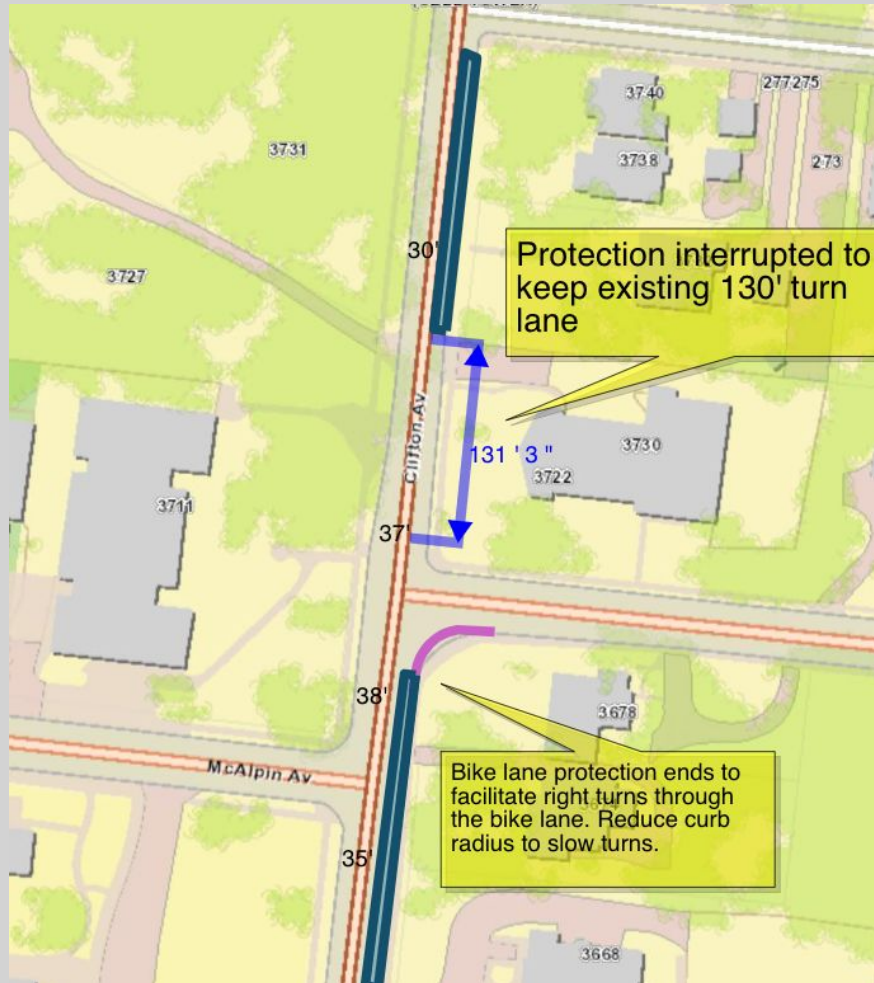 3740
277275
3731
3738
273
30'
Protection interrupted to
keep existing 130' turn
lane
3727
Clifton Av
131 ' 3 "
3730
3722
3711
37'
38'
3678
McAlpin Av
Bike lane protection ends to
facilitate right turns through
the bike lane. Reduce curb
radius to slow turns.
35'
3668